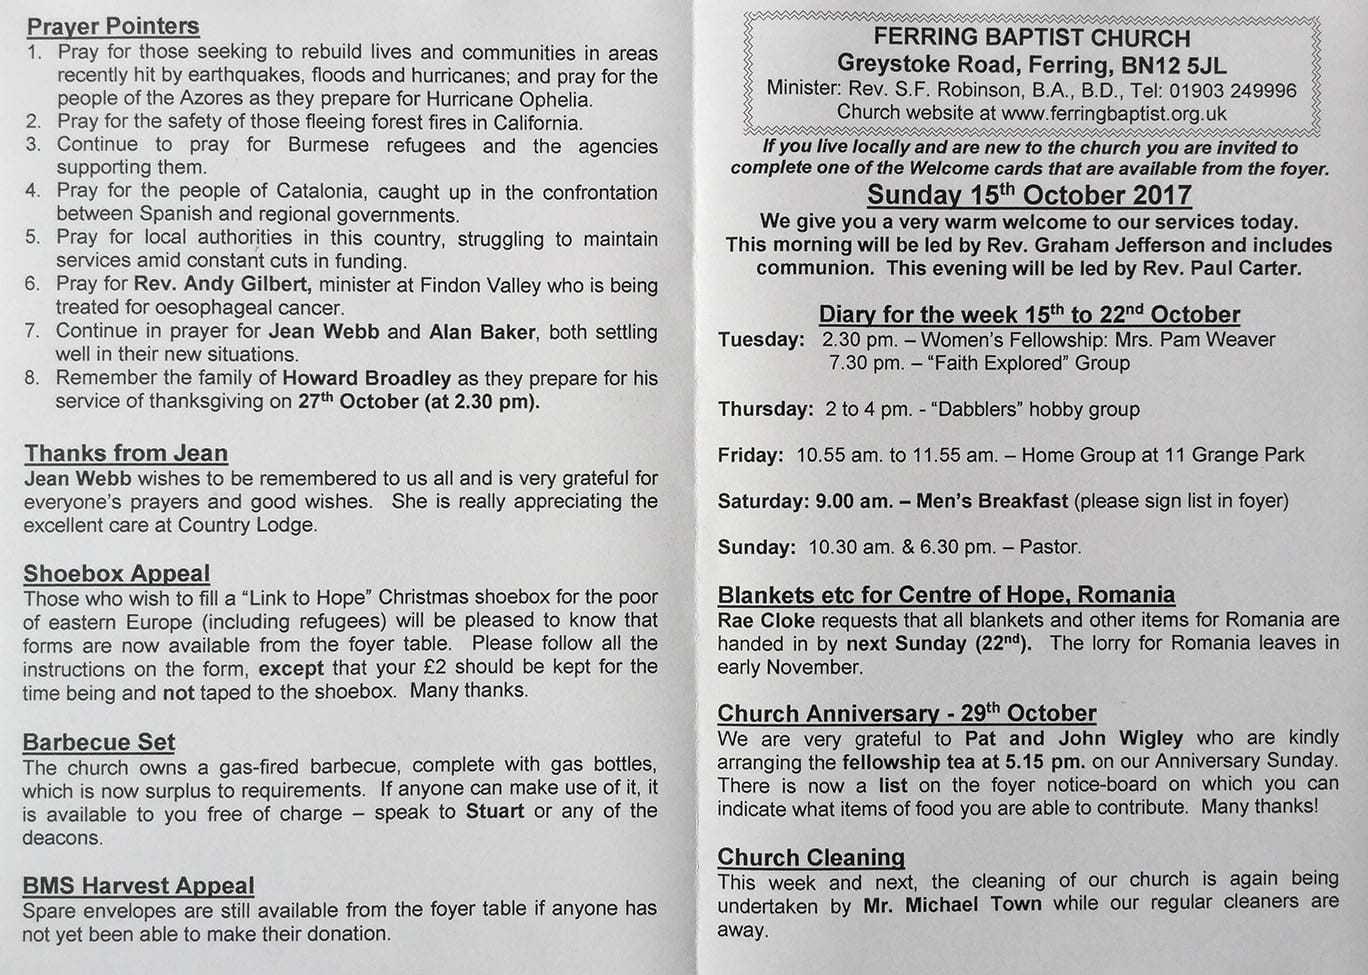 Prayer Pointers
1. Pray for those seeking to rebuild lives and communities in areas
recently hit by earthquakes, floods and hurricanes; and pray for the
people of the Azores as they prepare for Hurricane Ophelia.
2. Pray for the safety of those fleeing forest fires in California.
3. Continue to pray for Burmese refugees and the agencies
supporting them.
4. Pray for the people of Catalonia, caught up in the confrontation
between Spanish and regional governments.
5. Pray for local authorities in this country, struggling to maintain
services amid constant cuts in funding.
6. Pray for Rev. Andy Gilbert, minister at Findon Valley who is being
treated for oesophageal cancer.
7. Continue in prayer for Jean Webb and Alan Baker, both settling
well in their new situations.
8. Remember the family of Howard Broadley as they prepare for his
service of thanksgiving on 27th October (at 2.30 pm).
Thanks from Jean
Jean Webb wishes to be remembered to us all and is very grateful for
everyone's prayers and good wishes. She is really appreciating the
excellent care at Country Lodge.
Shoebox Appeal
Those who wish to fill a “Link to Hope” Christmas shoebox for the poor
of eastern Europe (including refugees) will be pleased to know that
forms are now available from the foyer table. Please follow all the
instructions on the form, except that your £2 should be kept for the
time being and not taped to the shoebox. Many thanks.
Barbecue Set
The church owns a gas-fired barbecue, complete with gas bottles,
which is now surplus to requirements. If anyone can make use of it, it
is available to you free of charge – speak to Stuart or any of the
deacons.
BMS Harvest Appeal
Spare envelopes are still available from the foyer table if anyone has
not yet been able to make their donation.
FERRING BAPTIST CHURCH
Greystoke Road, Ferring, BN12 5JL
Minister: Rev. S.F. Robinson, B.A., B.D., Tel: 01903 249996
Church website at www.ferringbaptist.org.uk
If you live locally and are new to the church you are invited to
complete one of the Welcome cards that are available from the foyer.
Sunday 15th October 2017
We give you a very warm welcome to our services today.
This morning will be led by Rev. Graham Jefferson and includes
communion. This evening will be led by Rev. Paul Carter.
Diary for the week 15th to 22nd October
Tuesday: 2.30 pm. – Women's Fellowship: Mrs. Pam Weaver
7.30 pm. – “Faith Explored” Group
Thursday: 2 to 4 pm. - “Dabblers” hobby group
Friday: 10.55 am. to 11.55 am. – Home Group at 11 Grange Park
Saturday: 9.00 am. – Men's Breakfast (please sign list in foyer)
Sunday: 10.30 am. & 6.30 pm. – Pastor.
Blankets etc for Centre of Hope, Romania
Rae Cloke requests that all blankets and other items for Romania are
handed in by next Sunday (22nd). The lorry for Romania leaves in
early November.
Church Anniversary - 29th October
We are very grateful to Pat and John Wigley who are kindly
arranging the fellowship tea at 5.15 pm. on our Anniversary Sunday.
There is now a list on the foyer notice-board on which you can
indicate what items of food you are able to contribute. Many thanks!
Church Cleaning
This week and next, the cleaning of our church is again being
undertaken by Mr. Michael Town while our regular cleaners are
away.